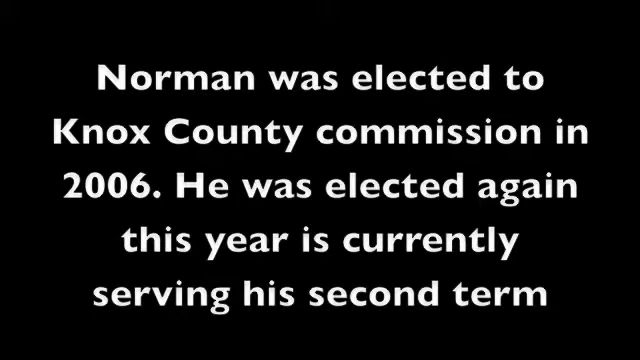 Norman was elected to
Knox County commission in
2006. He was elected again
this year is currently
serving his second term